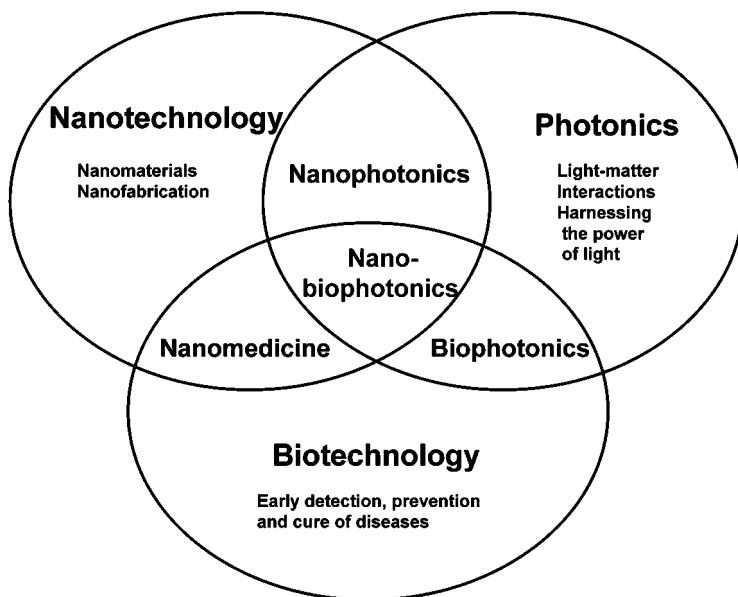 Nanotechnology
Nanomaterials
Nanofabrication
Photonics
Light-matter
Interactions
Harnessing
the power
of light
Nanophotonics
Nano-
biophotonics
Nanomedicine
Biophotonics
Biotechnology
Early detection, prevention
and cure of diseases